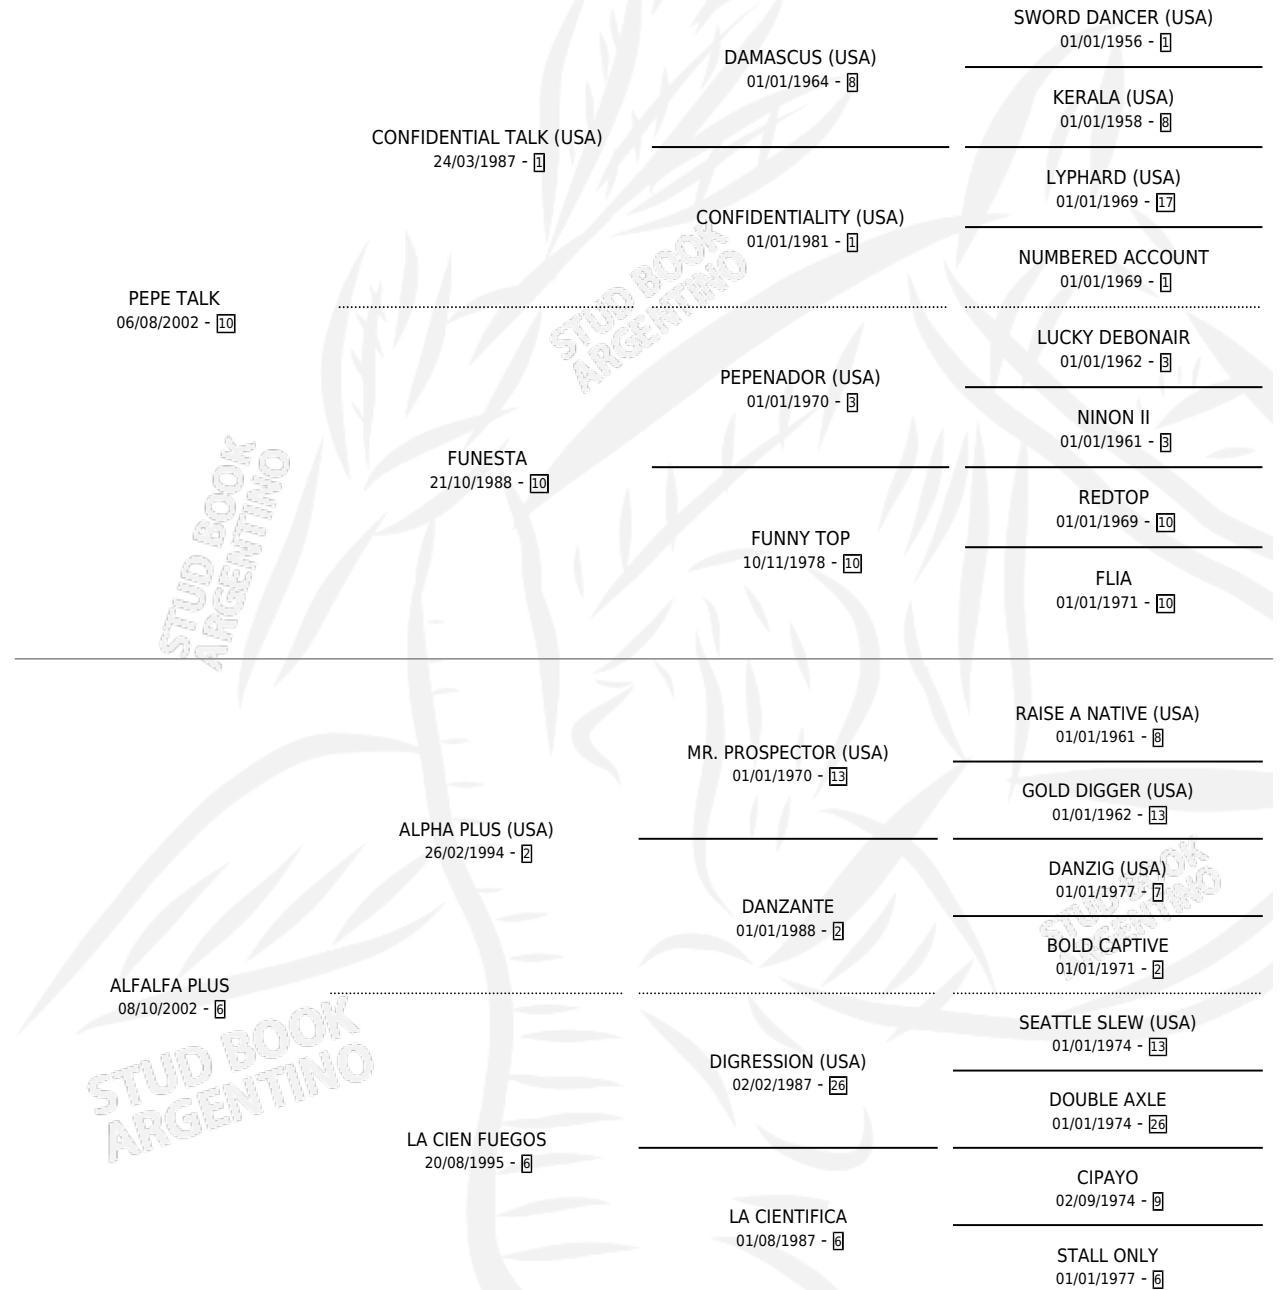 SWORD DANCER (USA)
01/01/1956 - 1
DAMASCUS (USA)
01/01/1964 - 8
KERALA (USA)
01/01/1958 - 8
CONFIDENTIAL TALK (USA)
24/03/1987 - 1
LYPHARD (USA)
01/01/1969 - 17
CONFIDENTIALITY (USA)
01/01/1981 - 1
NUMBERED ACCOUNT
01/01/1969 - 1
PEPE TALK
06/08/2002 - 10
LUCKY DEBONAIR
01/01/1962 - 3
PEPENADOR (USA)
01/01/1970 - 3
NINON II
01/01/1961 - 3
FUNESTA
21/10/1988 - 10
REDTOP
01/01/1969 - 10
FUNNY TOP
10/11/1978 - 10
FLIA
01/01/1971 - 10
RAISE A NATIVE (USA)
01/01/1961 - 8
MR. PROSPECTOR (USA)
01/01/1970 - 13
GOLD DIGGER (USA)
01/01/1962 - 13
ALPHA PLUS (USA)
26/02/1994 - 2
DANZIG (USA)
01/01/1977 - 7
DANZANTE
01/01/1988 - 2
BOLD CAPTIVE
01/01/1971 - 2
ALFALFA PLUS
08/10/2002 - 6
SEATTLE SLEW (USA)
01/01/1974 - 13
DIGRESSION (USA)
02/02/1987 - 26
DOUBLE AXLE
01/01/1974 - 26
LA CIEN FUEGOS
20/08/1995 - 6
CIPAYO
02/09/1974 - 9
LA CIENTIFICA
01/08/1987 - 6
STALL ONLY
01/01/1977 - 6
STUD BOOK
ARGENTINO
STUD BOOK
ARGENTINO
STUD BOOK
ARGENTINO
STUD BOOK
ARGENTINO